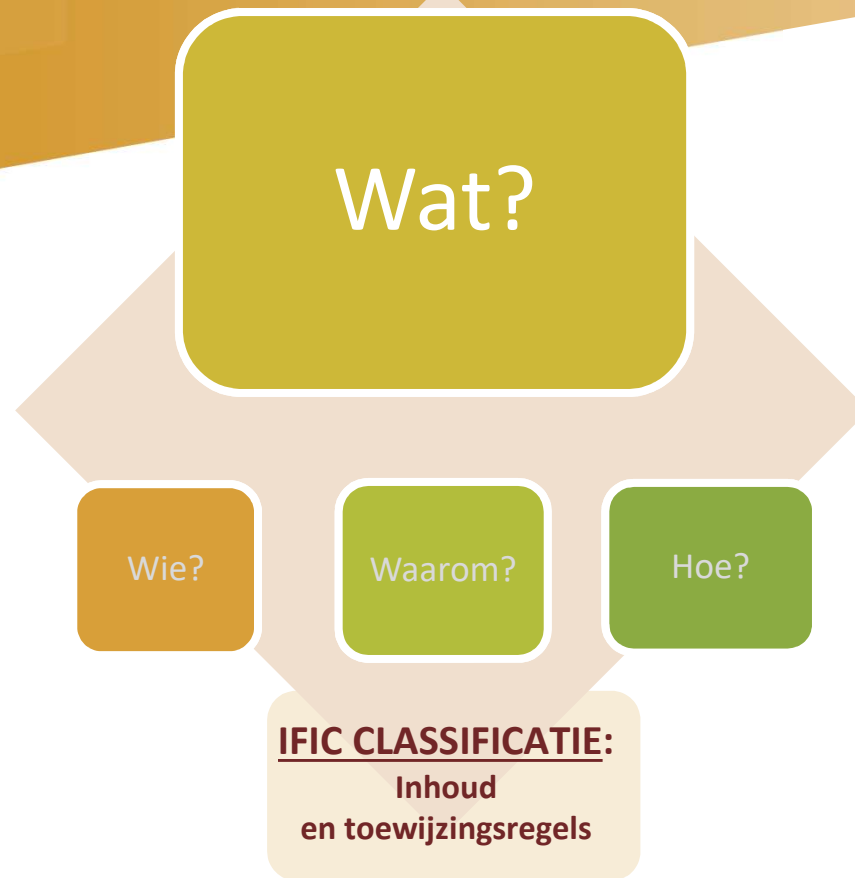 Wat?
Wie?
Waarom?
Hoe?
IFIC CLASSIFICATIE:
Inhoud
en toewijzingsregels